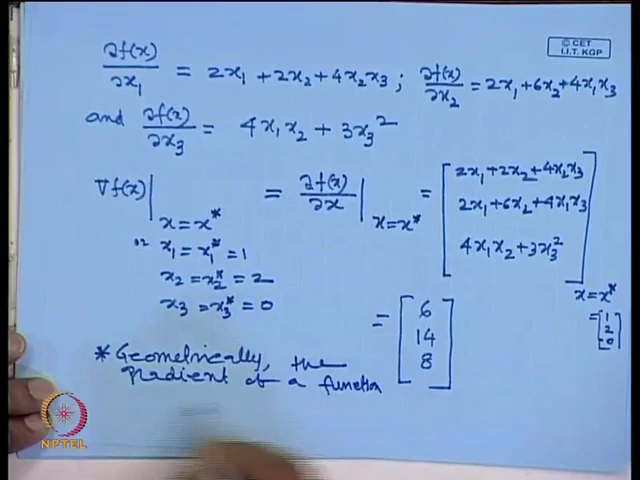 © CET
I.I.T. KGP
∂f(x)/∂x₁ = 2x₁ + 2x₂ + 4x₂x₃ ; ∂f(x)/∂x₂ = 2x₁ + 6x₂ + 4x₁x₃
and ∂f(x)/∂x₃ = 4x₁x₂ + 3x₃²
∇f(x)| x = x* = ∂f(x)/∂x | x = x* = [2x₁ + 2x₂ + 4x₂x₃
2x₁ + 6x₂ + 4x₁x₃
4x₁x₂ + 3x₃²] x = x* = [1 2 0]
or x₁ = x₁* = 1
x₂ = x₂* = 2
x₃ = x₃* = 0
= [6
14
8]
* Geometrically, the
gradient of a function
NPTEL